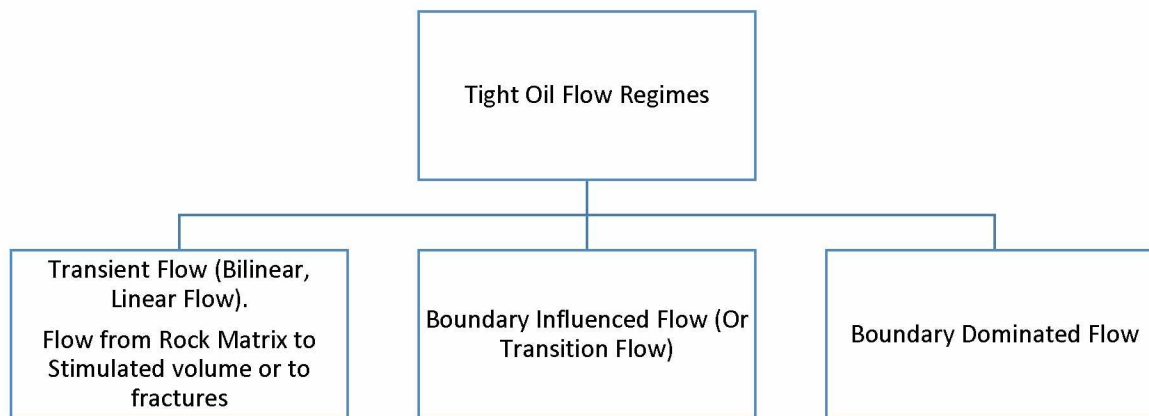 Tight Oil Flow Regimes
Transient Flow (Bilinear,
Linear Flow).
Flow from Rock Matrix to
Stimulated volume or to
fractures
Boundary Influenced Flow (Or
Transition Flow)
Boundary Dominated Flow